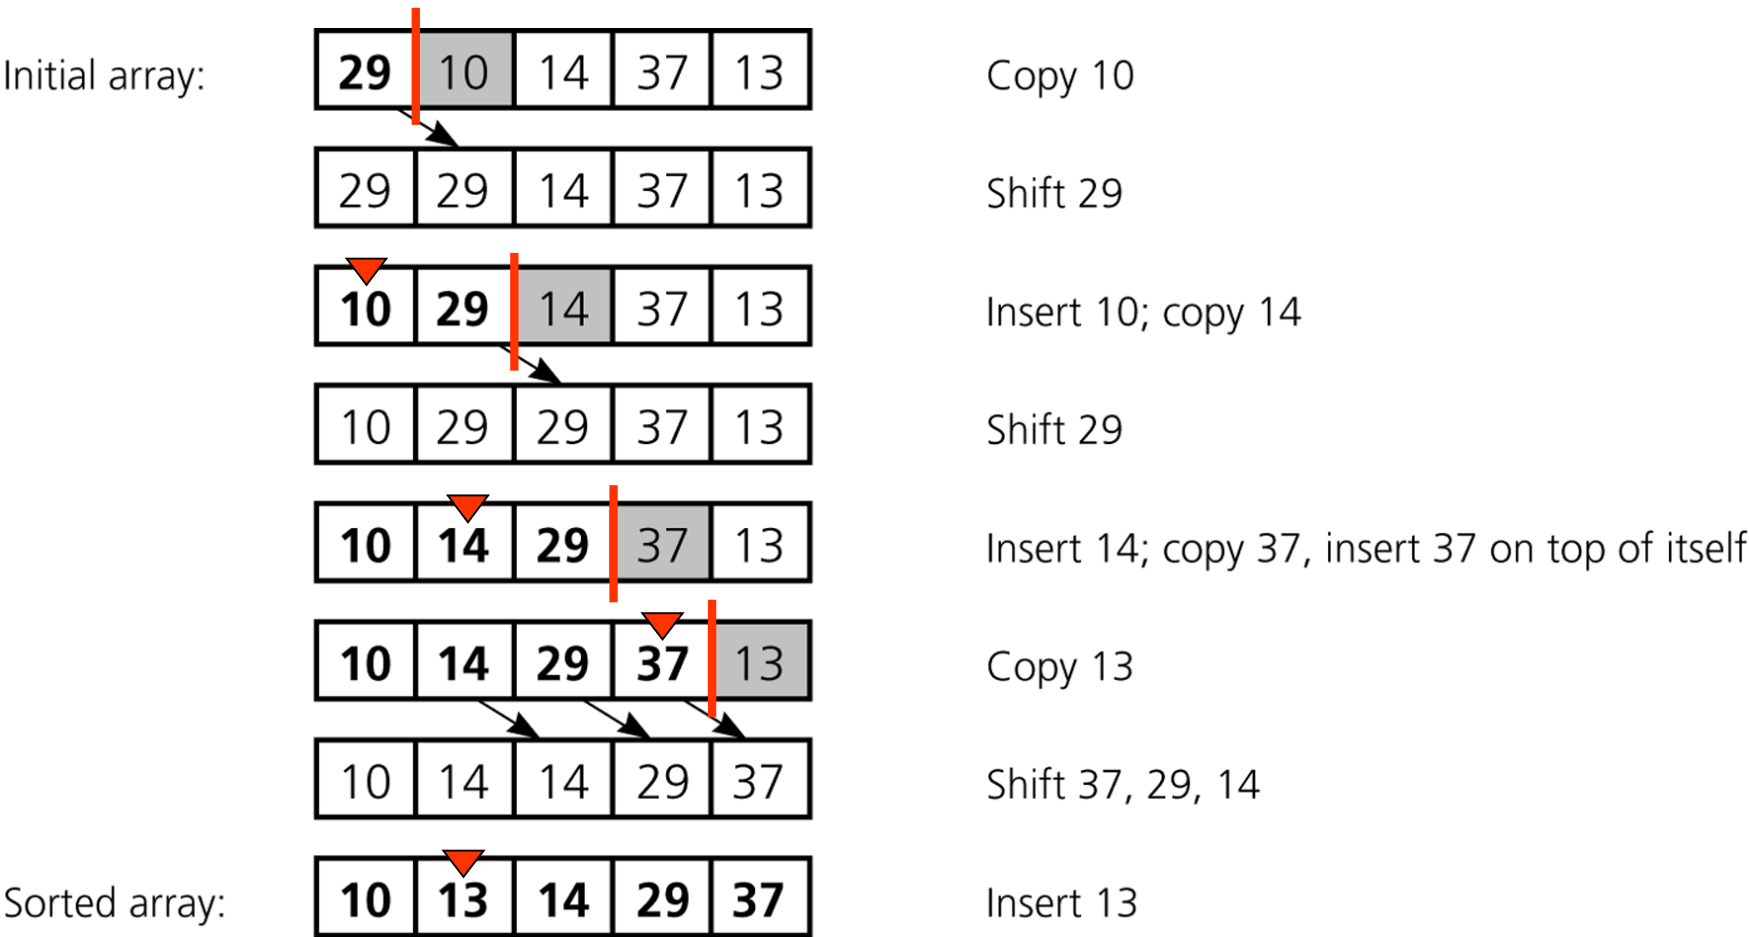 Initial array: 29 10 14 37 13 Copy 10
29 29 14 37 13 Shift 29
10 29 14 37 13 Insert 10; copy 14
10 29 29 37 13 Shift 29
10 14 29 37 13 Insert 14; copy 37, insert 37 on top of itself
10 14 29 37 13 Copy 13
10 14 14 29 37 Shift 37, 29, 14
Sorted array: 10 13 14 29 37 Insert 13